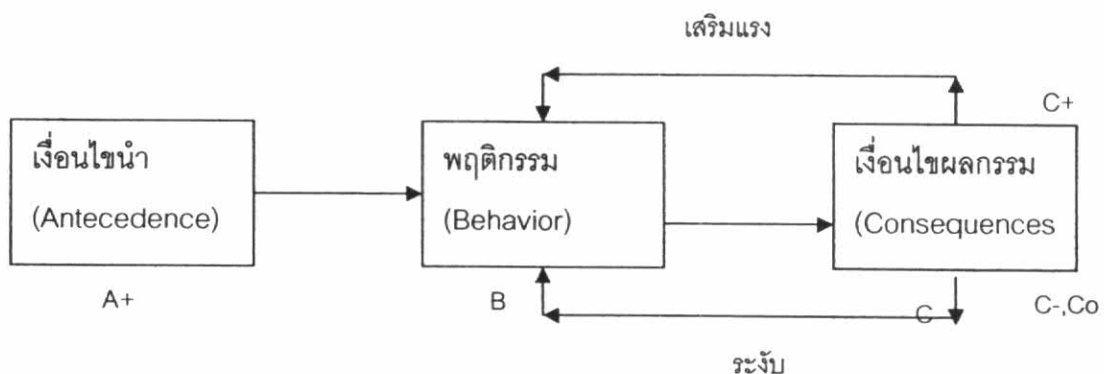 เสริมแรง
C+
เงื่อนไขนำ
(Antecedence)
พฤติกรรม
(Behavior)
เงื่อนไขผลกรรม
(Consequences
A+
B
C
C-,Co
ระงับ